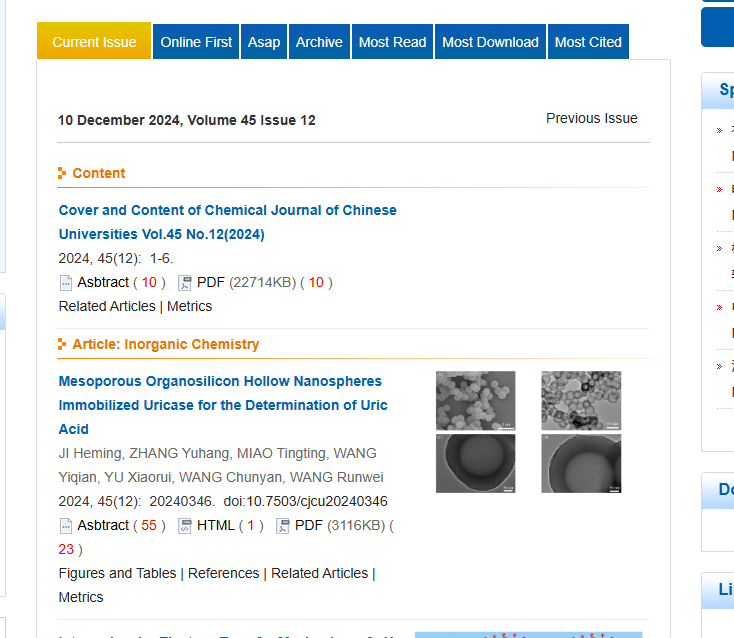 Current Issue
Online First
Asap
Archive
Most Read
Most Download
Most Cited
10 December 2024, Volume 45 Issue 12
Previous Issue
Content
Cover and Content of Chemical Journal of Chinese
Universities Vol.45 No.12(2024)
2024, 45(12): 1-6.
Asbtract ( 10 ) PDF (22714KB) ( 10 )
Related Articles | Metrics
Article: Inorganic Chemistry
Mesoporous Organosilicon Hollow Nanospheres
Immobilized Uricase for the Determination of Uric
Acid
JI Heming, ZHANG Yuhang, MIAO Tingting, WANG
Yiqian, YU Xiaorui, WANG Chunyan, WANG Runwei
2024, 45(12): 20240346. doi:10.7503/cjcu20240346
Asbtract ( 55 ) HTML ( 1 ) PDF (3116KB) (
23 )
Figures and Tables | References | Related Articles |
Metrics